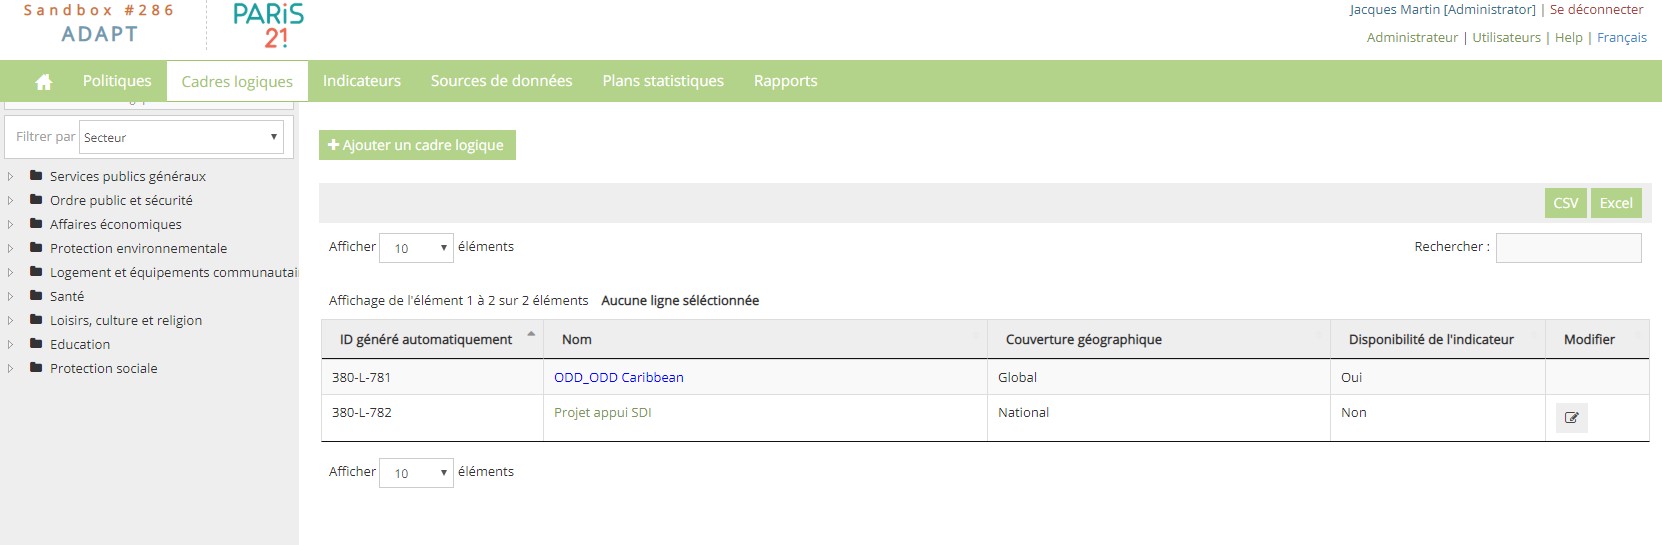 Sandbox #286
ADAPT
PARIS
21
Jacques Martin [Administrator] | Se déconnecter
Administrateur | Utilisateurs | Help | Français
Politiques Cadres logiques Indicateurs Sources de données Plans statistiques Rapports
Filtrer par Secteur
Services publics généraux
Ordre public et sécurité
Affaires économiques
Protection environnementale
Logement et équipements communautai
Santé
Loisirs, culture et religion
Education
Protection sociale
Ajouter un cadre logique
CSV Excel
Afficher 10 éléments
Rechercher :
Affichage de l'élément 1 à 2 sur 2 éléments Aucune ligne séléctionnée
ID généré automatiquement Nom Couverture géographique Disponibilité de l'indicateur Modifier
380-L-781 ODD_ODD Caribbean Global Oui
380-L-782 Projet appui SDI National Non
Afficher 10 éléments